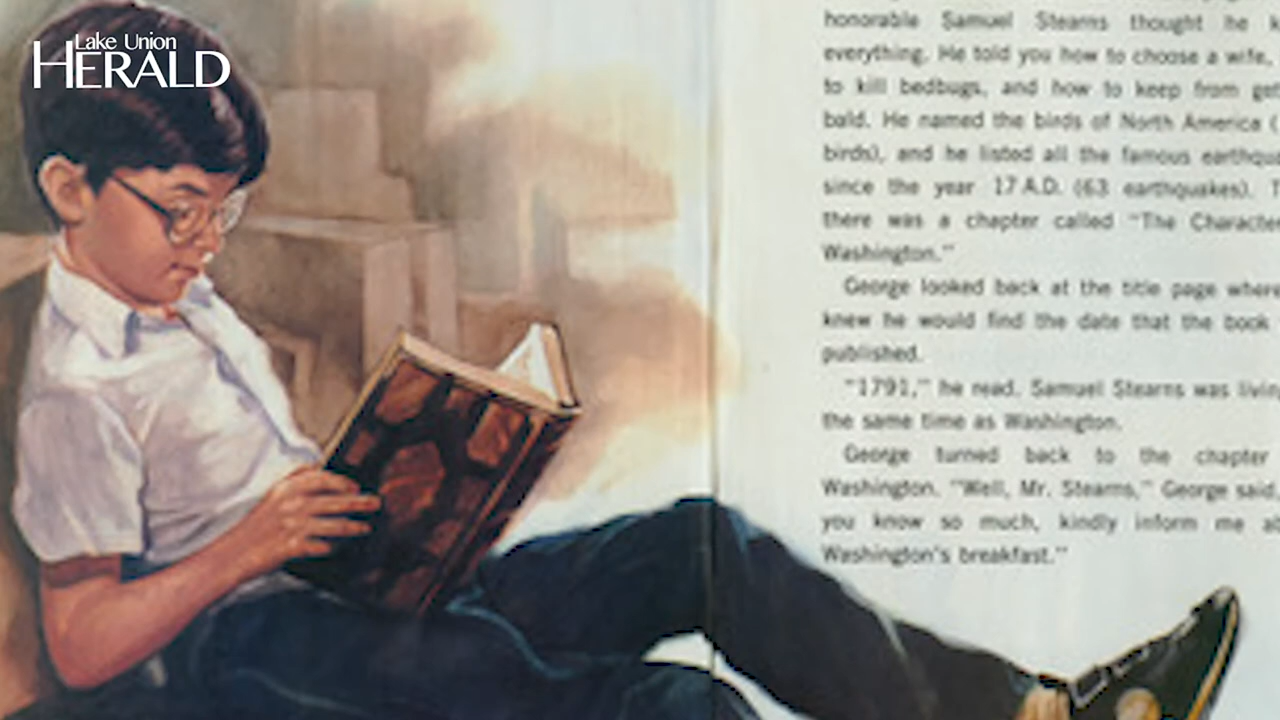 Lake Union
HERALD
honorable Samuel Stearns thought he
everything. He told you how to choose a wife,
to kill bedbugs, and how to keep from
bald. He named the birds of North America (
birds), and he listed all the famous
since the year 17 A.D. (63 earthquakes).
there was a chapter called "The
Washington."
George looked back at the title page
knew he would find the date that the book
published.
"1791," he read. Samuel Stearns was
the same time as Washington.
George turned back to the chapter
Washington. "Well, Mr. Stearns," George said,
you know so much, kindly inform me
Washington's breakfast."